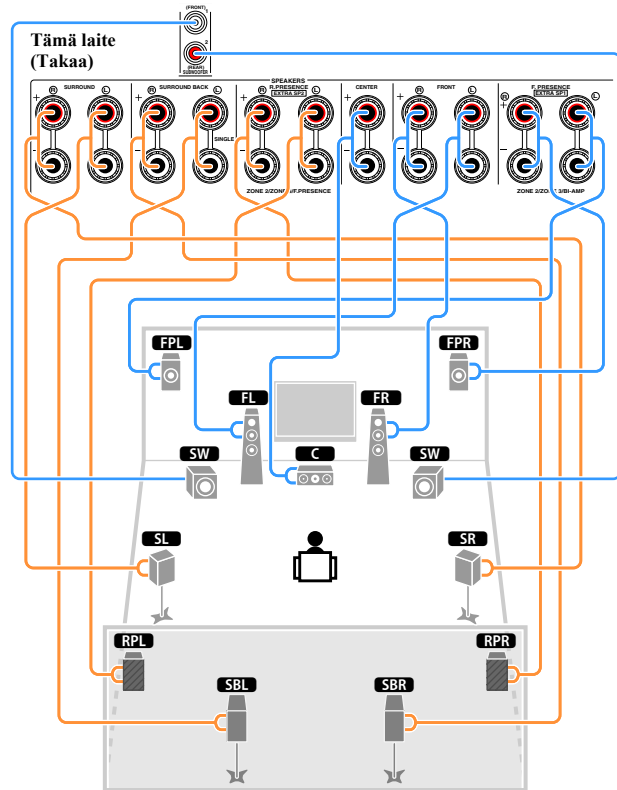 (FRONT)
1
Tämä laite
(Takaa)
2
(REAR)
SUBWOOFER
SPEAKERS
R SURROUND L
R SURROUND BACK L
R R.PRESENCE L
EXTRA SP2
CENTER
R FRONT L
R F.PRESENCE L
EXTRA SP1
+ + + + + +
SINGLE
− − − − − −
ZONE 2/F.PRESENCE
ZONE 2/ZONE 3/BI-AMP
FPL FPR
FL FR
SW C SW
SL SR
RPL RPR
SBL SBR